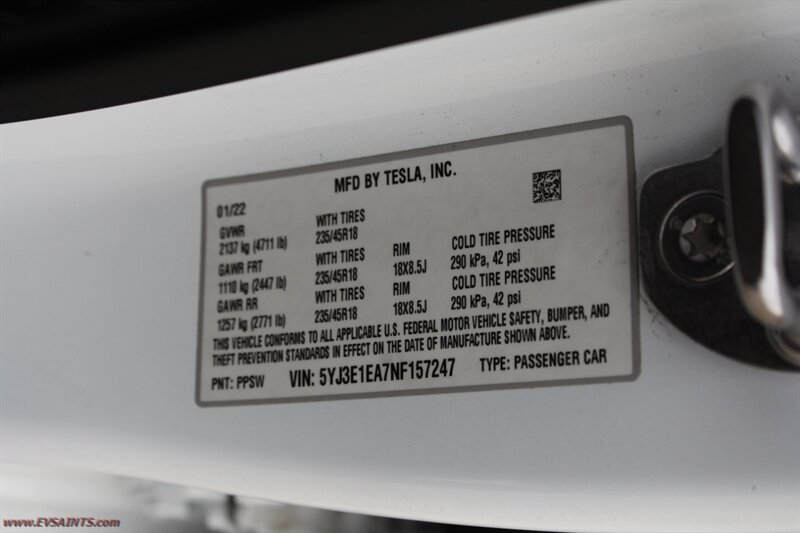 MFD BY TESLA, INC.
01/22
GVWR WITH TIRES
2137 kg (4711 lb) 235/45R18
GAWR FRT WITH TIRES RIM COLD TIRE PRESSURE
1110 kg (2447 lb) 235/45R18 18X8.5J 290 kPa, 42 psi
GAWR RR WITH TIRES RIM COLD TIRE PRESSURE
1257 kg (2771 lb) 235/45R18 18X8.5J 290 kPa, 42 psi
THIS VEHICLE CONFORMS TO ALL APPLICABLE U.S. FEDERAL MOTOR VEHICLE SAFETY, BUMPER, AND
THEFT PREVENTION STANDARDS IN EFFECT ON THE DATE OF MANUFACTURE SHOWN ABOVE.
PNT: PPSW VIN: 5YJ3E1EA7NF157247 TYPE: PASSENGER CAR
www.EVSAINTS.com